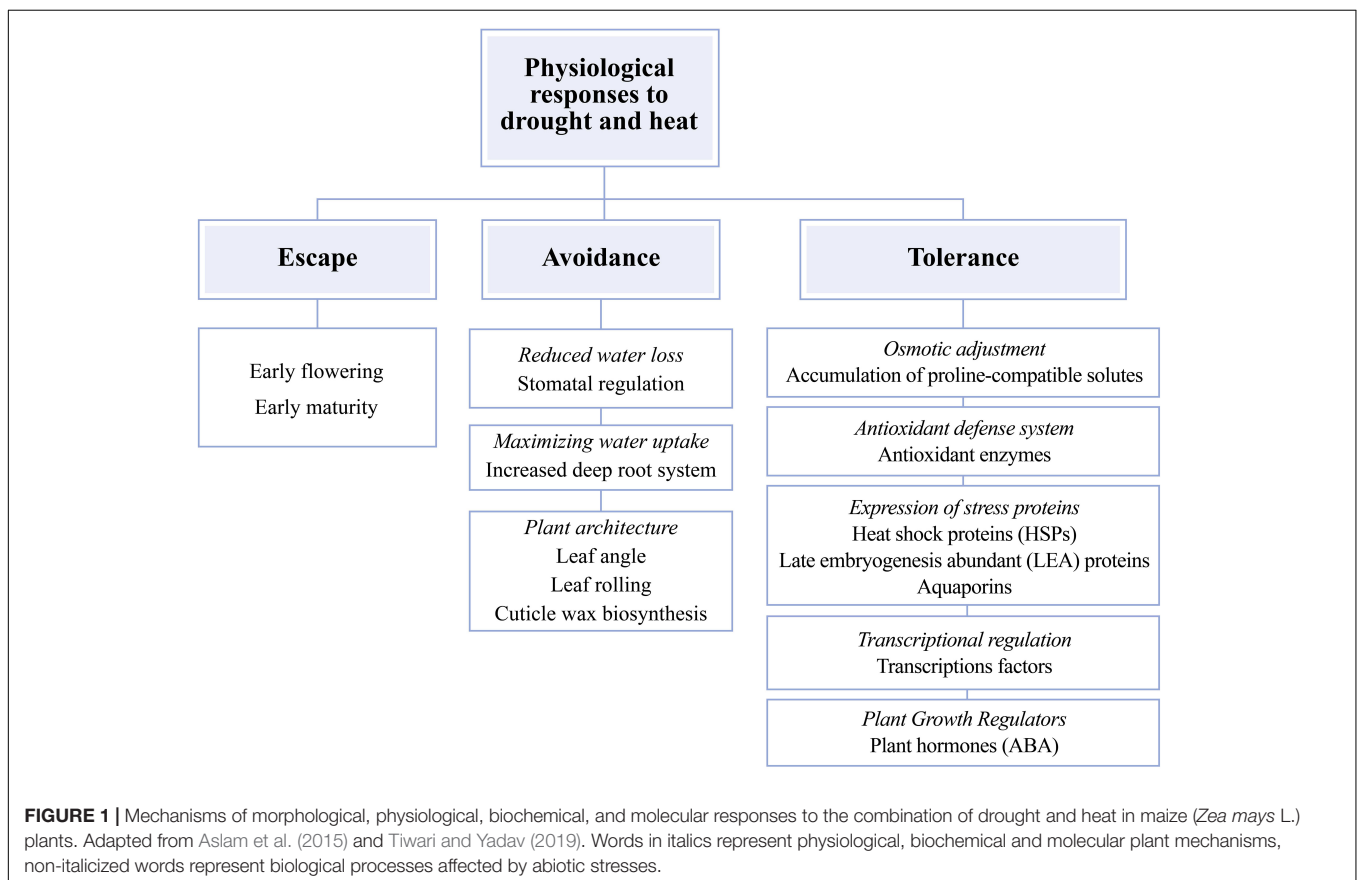 Physiological
responses to
drought and heat
Escape
Avoidance
Tolerance
Early flowering
Early maturity
Reduced water loss
Stomatal regulation
Maximizing water uptake
Increased deep root system
Plant architecture
Leaf angle
Leaf rolling
Cuticle wax biosynthesis
Osmotic adjustment
Accumulation of proline-compatible solutes
Antioxidant defense system
Antioxidant enzymes
Expression of stress proteins
Heat shock proteins (HSPs)
Late embryogenesis abundant (LEA) proteins
Aquaporins
Transcriptional regulation
Transcriptions factors
Plant Growth Regulators
Plant hormones (ABA)
FIGURE 1 | Mechanisms of morphological, physiological, biochemical, and molecular responses to the combination of drought and heat in maize (Zea mays L.)
plants. Adapted from Aslam et al. (2015) and Tiwari and Yadav (2019). Words in italics represent physiological, biochemical and molecular plant mechanisms,
non-italicized words represent biological processes affected by abiotic stresses.